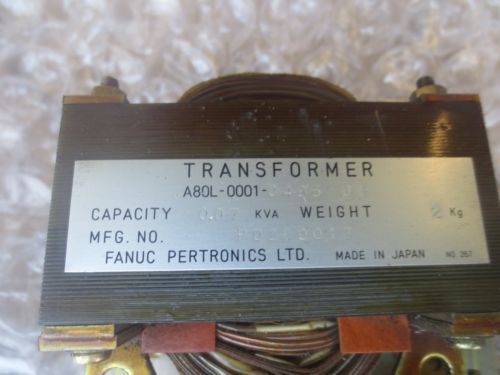 TRANSFORMER
A80L-0001-
CAPACITY KVA WEIGHT 2 Kg
MFG. NO.
FANUC PERTRONICS LTD. MADE IN JAPAN NO 267